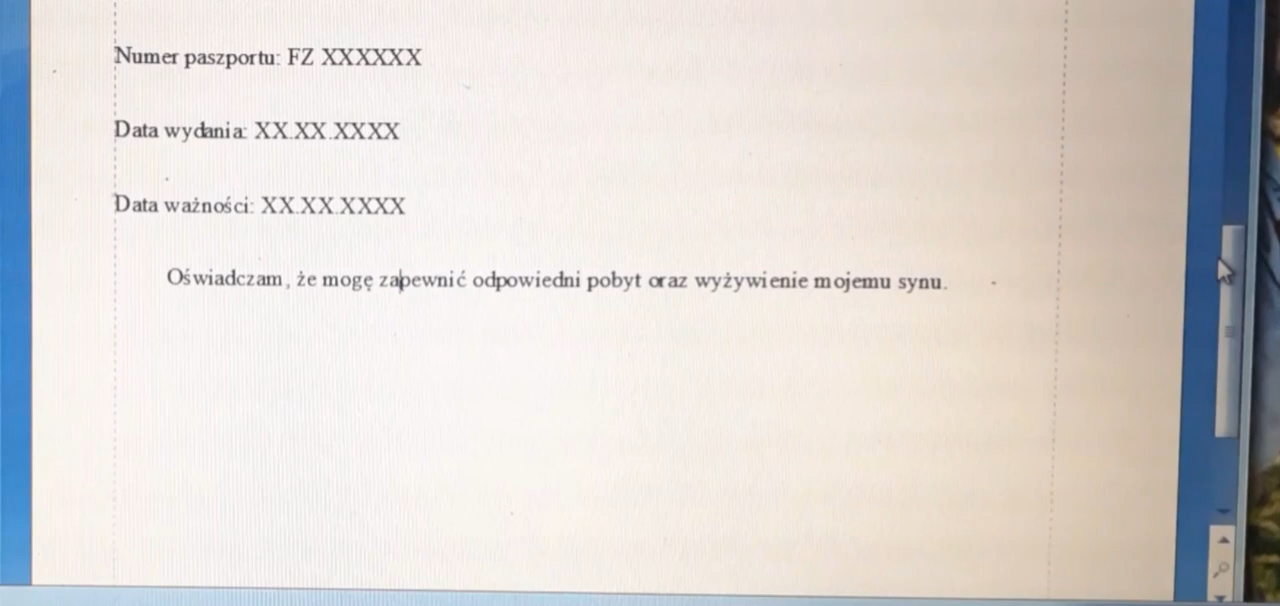 Numer paszportu: FZ XXXXXX
Data wydania: XX.XX.XXXX
Data ważności: XX.XX.XXXX
Oświadczam, że mogę zapewnić odpowiedni pobyt oraz wyżywienie mojemu synu.